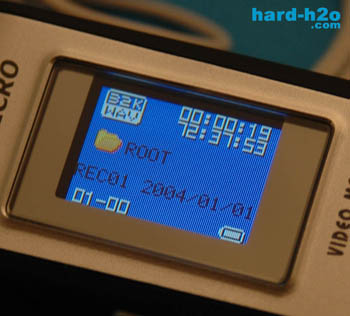 hard-h2o
.com
CRO
32K
WAV
00:00:19
12:37:53
ROOT
REC01 2004/01/01
01-00
VIDEO M